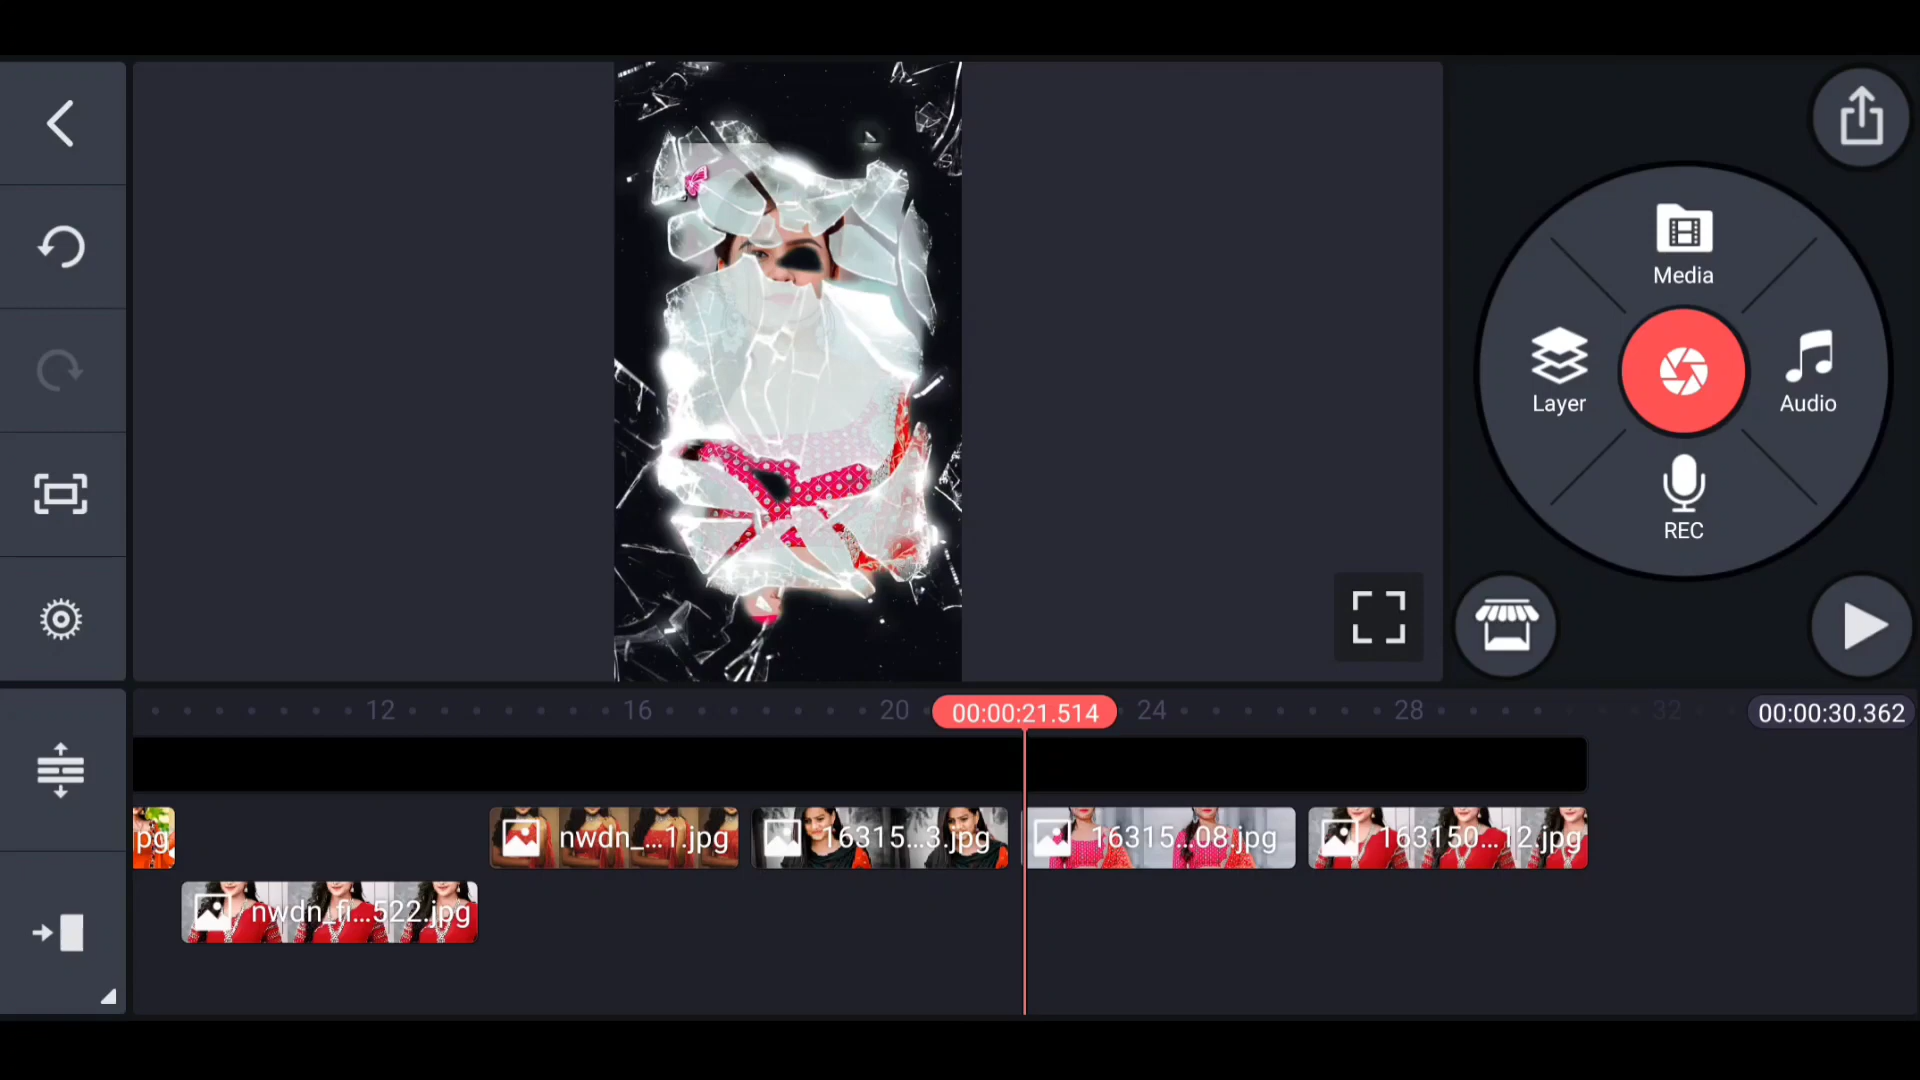 Media
Layer
Audio
REC
12
16
20
00:00:21.514
24
28
32
00:00:30.362
pg
nwdn_...1.jpg
16315...3.jpg
16315...08.jpg
163150...12.jpg
nwdn_fi...522.jpg